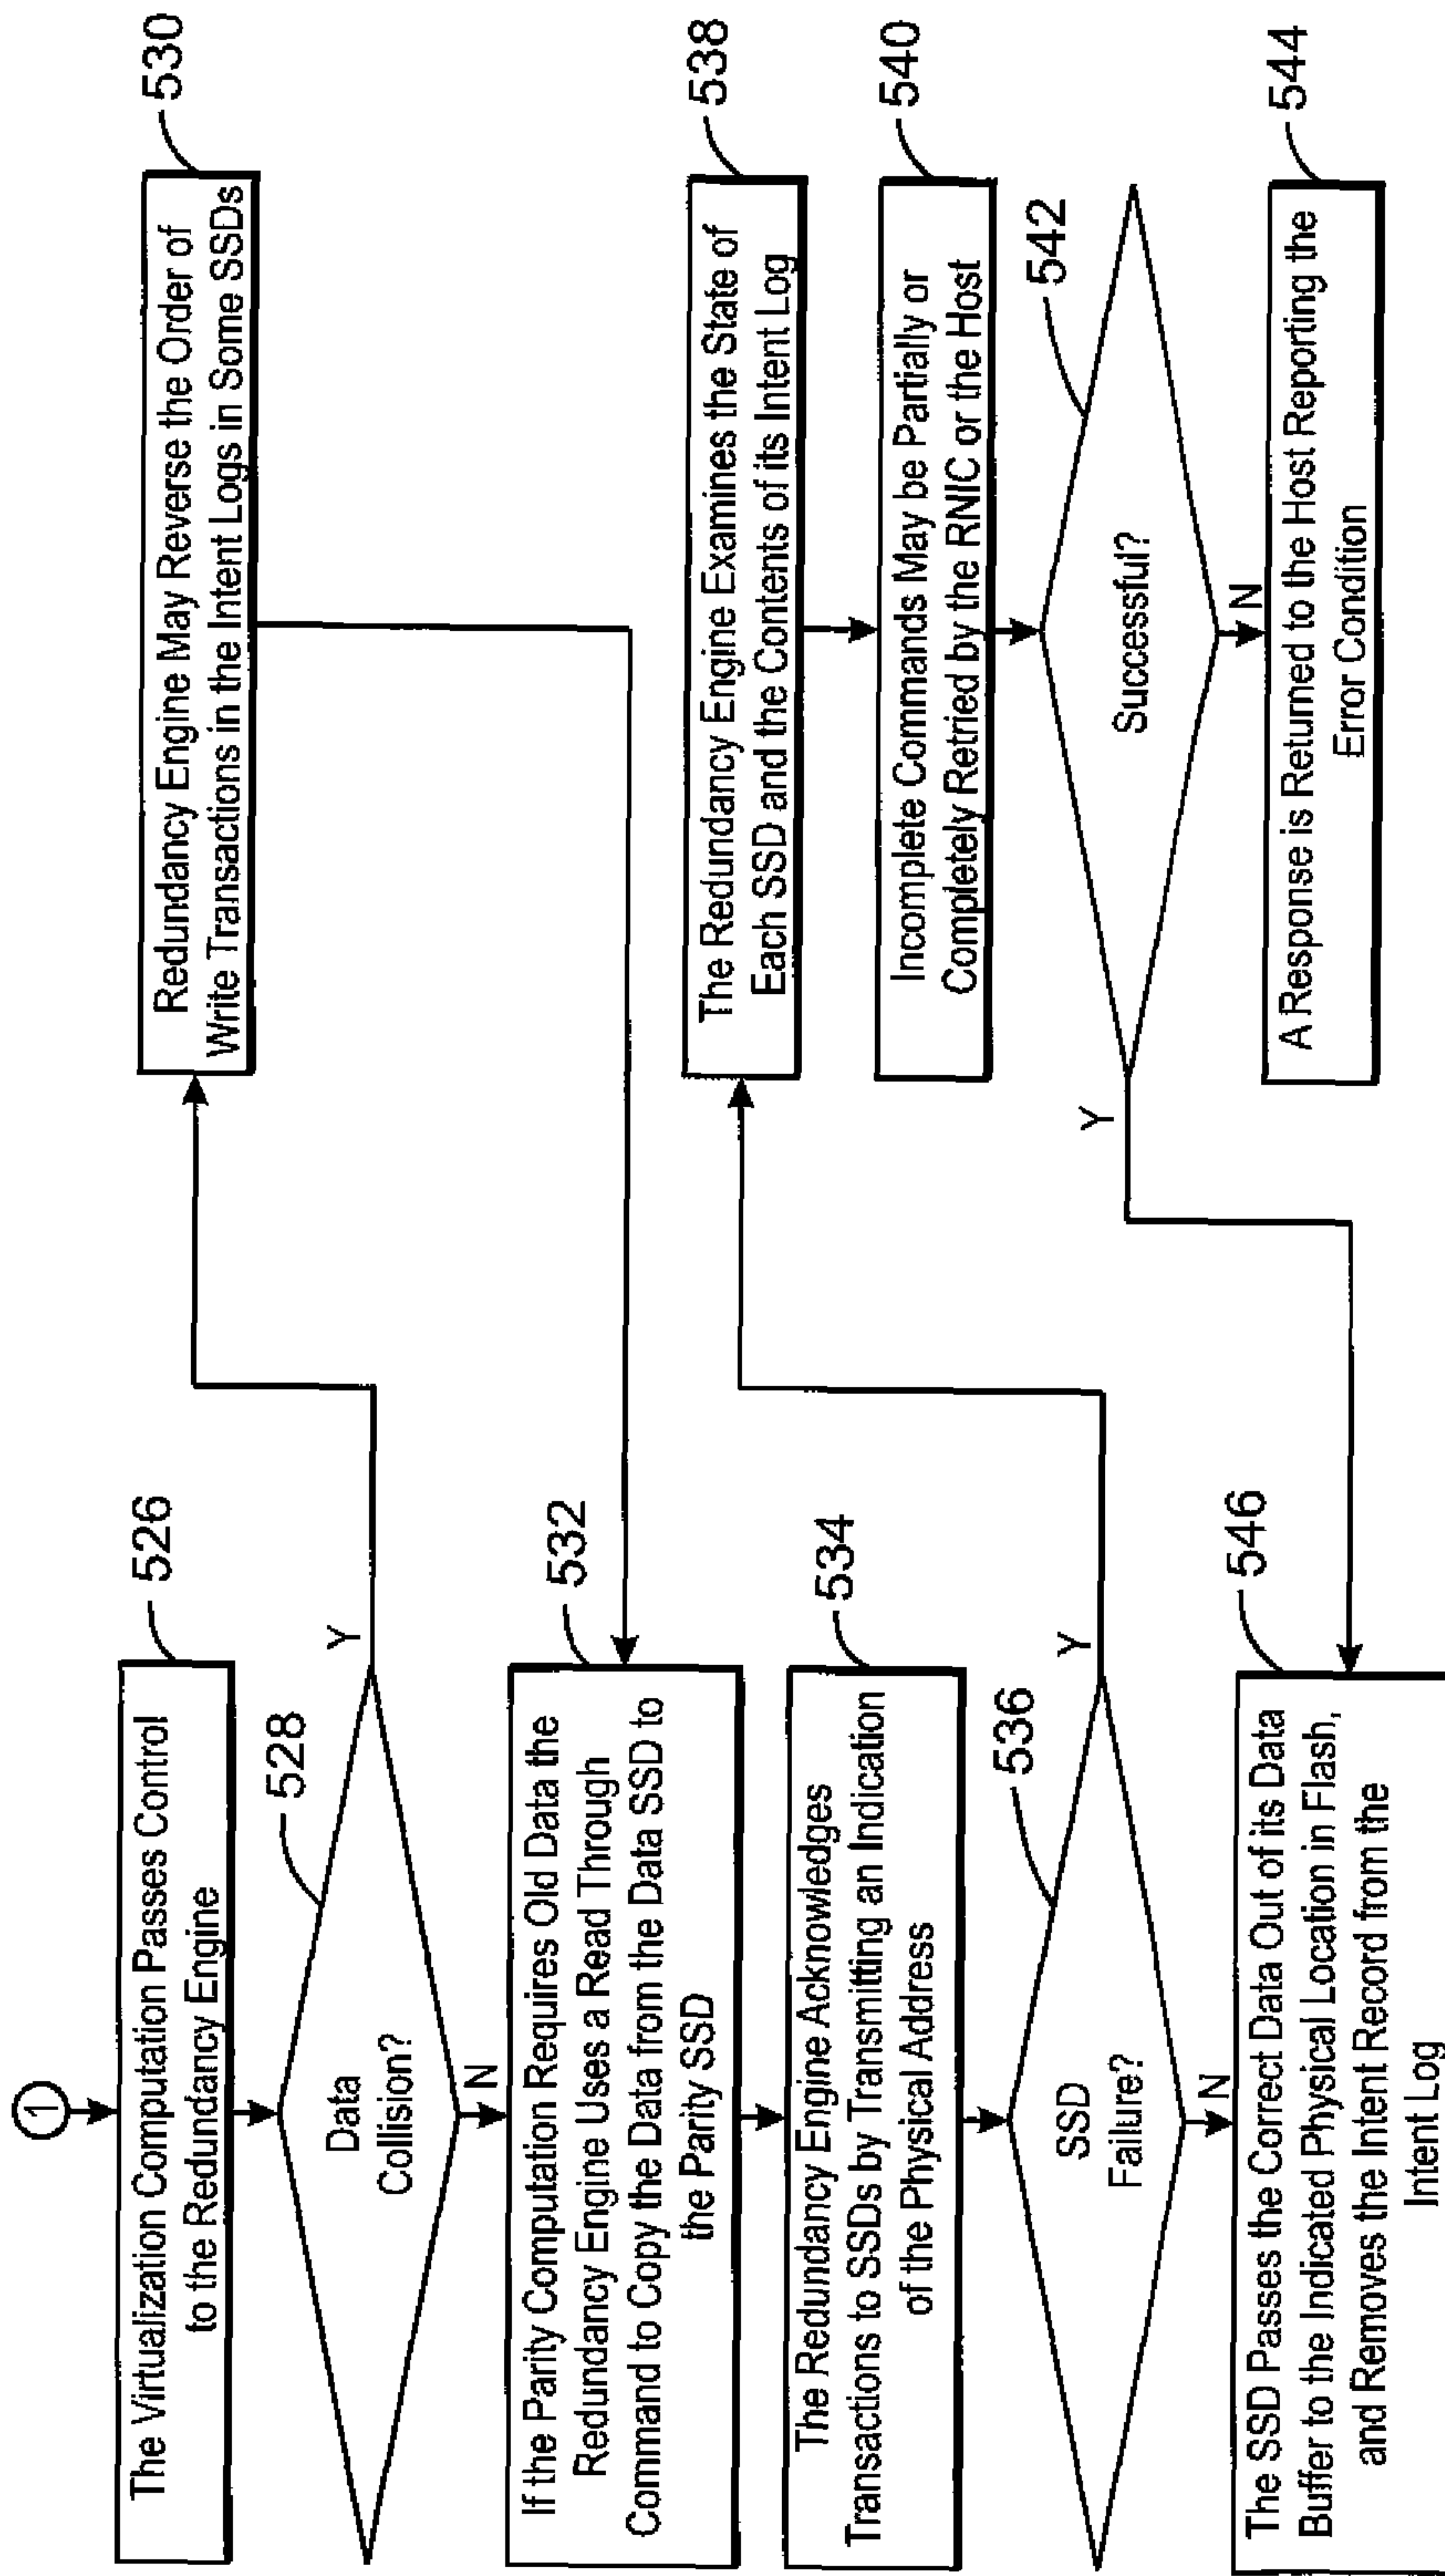 1
The Virtualization Computation Passes Control
to the Redundancy Engine
526
Data
Collision?
528
Y
N
Redundancy Engine May Reverse the Order of
Write Transactions in the Intent Logs in Some SSDs
530
If the Parity Computation Requires Old Data the
Redundancy Engine Uses a Read Through
Command to Copy the Data from the Data SSD to
the Parity SSD
532
The Redundancy Engine Acknowledges
Transactions to SSDs by Transmitting an Indication
of the Physical Address
534
SSD
Failure?
536
Y
N
The Redundancy Engine Examines the State of
Each SSD and the Contents of its Intent Log
538
Incomplete Commands May be Partially or
Completely Retried by the RNIC or the Host
540
Successful?
542
Y
N
A Response is Returned to the Host Reporting the
Error Condition
544
The SSD Passes the Correct Data Out of its Data
Buffer to the Indicated Physical Location in Flash,
and Removes the Intent Record from the
Intent Log
546